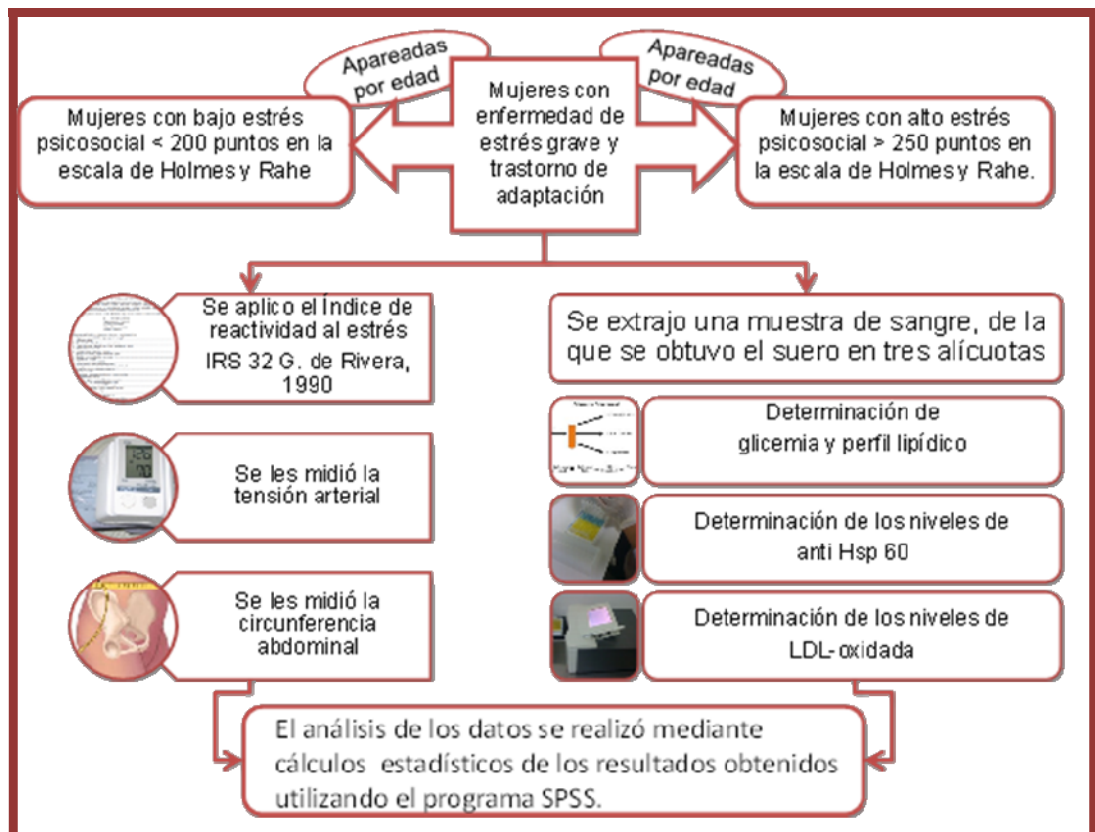 Apareadas
por edad
Apareadas
por edad
Mujeres con bajo estrés
psicosocial < 200 puntos en la
escala de Holmes y Rahe
Mujeres con
enfermedad de
estrés grave y
trastorno de
adaptación
Mujeres con alto estrés
psicosocial > 250 puntos en
la escala de Holmes y Rahe.
Se aplico el Índice de
reactividad al estrés
IRS 32 G. de Rivera,
1990
Se les midió la
tensión arterial
Se les midió la
circunferencia
abdominal
Se extrajo una muestra de sangre, de la
que se obtuvo el suero en tres alícuotas
Determinación de
glicemia y perfil lipídico
Determinación de los niveles de
anti Hsp 60
Determinación de los niveles de
LDL-oxidada
El análisis de los datos se realizó mediante
cálculos estadísticos de los resultados obtenidos
utilizando el programa SPSS.